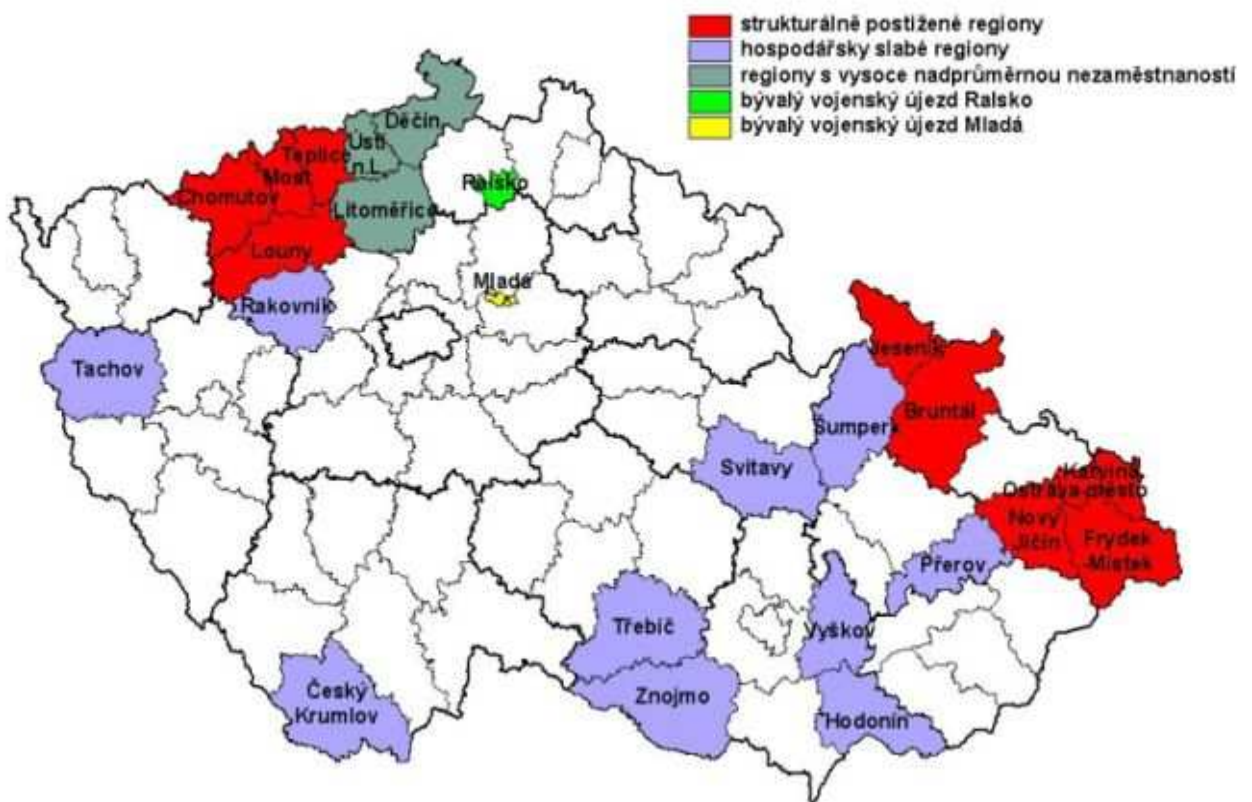 strukturálně postižené regiony
hospodářsky slabé regiony
regiony s vysoce nadprůměrnou nezaměstnaností
bývalý vojenský újezd Ralsko
bývalý vojenský újezd Mladá
Děčín
Ústí
n.L.
Teplice
Most
Chomutov
Litoměřice
Ralsko
Louny
Mladá
Rakovník
Tachov
Jeseník
Bruntál
Šumperk
Svitavy
Karviná
Ostrava-město
Nový
Jičín
Frýdek
-Místek
Přerov
Třebíč
Vyškov
Znojmo
Hodonín
Český
Krumlov